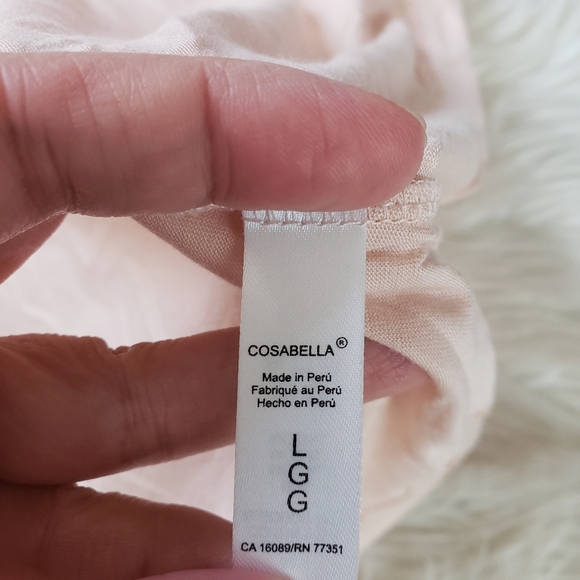 COSABELLA®
Made in Perú
Fabriqué au Perú
Hecho en Perú
L
G
G
CA 16089/RN 77351